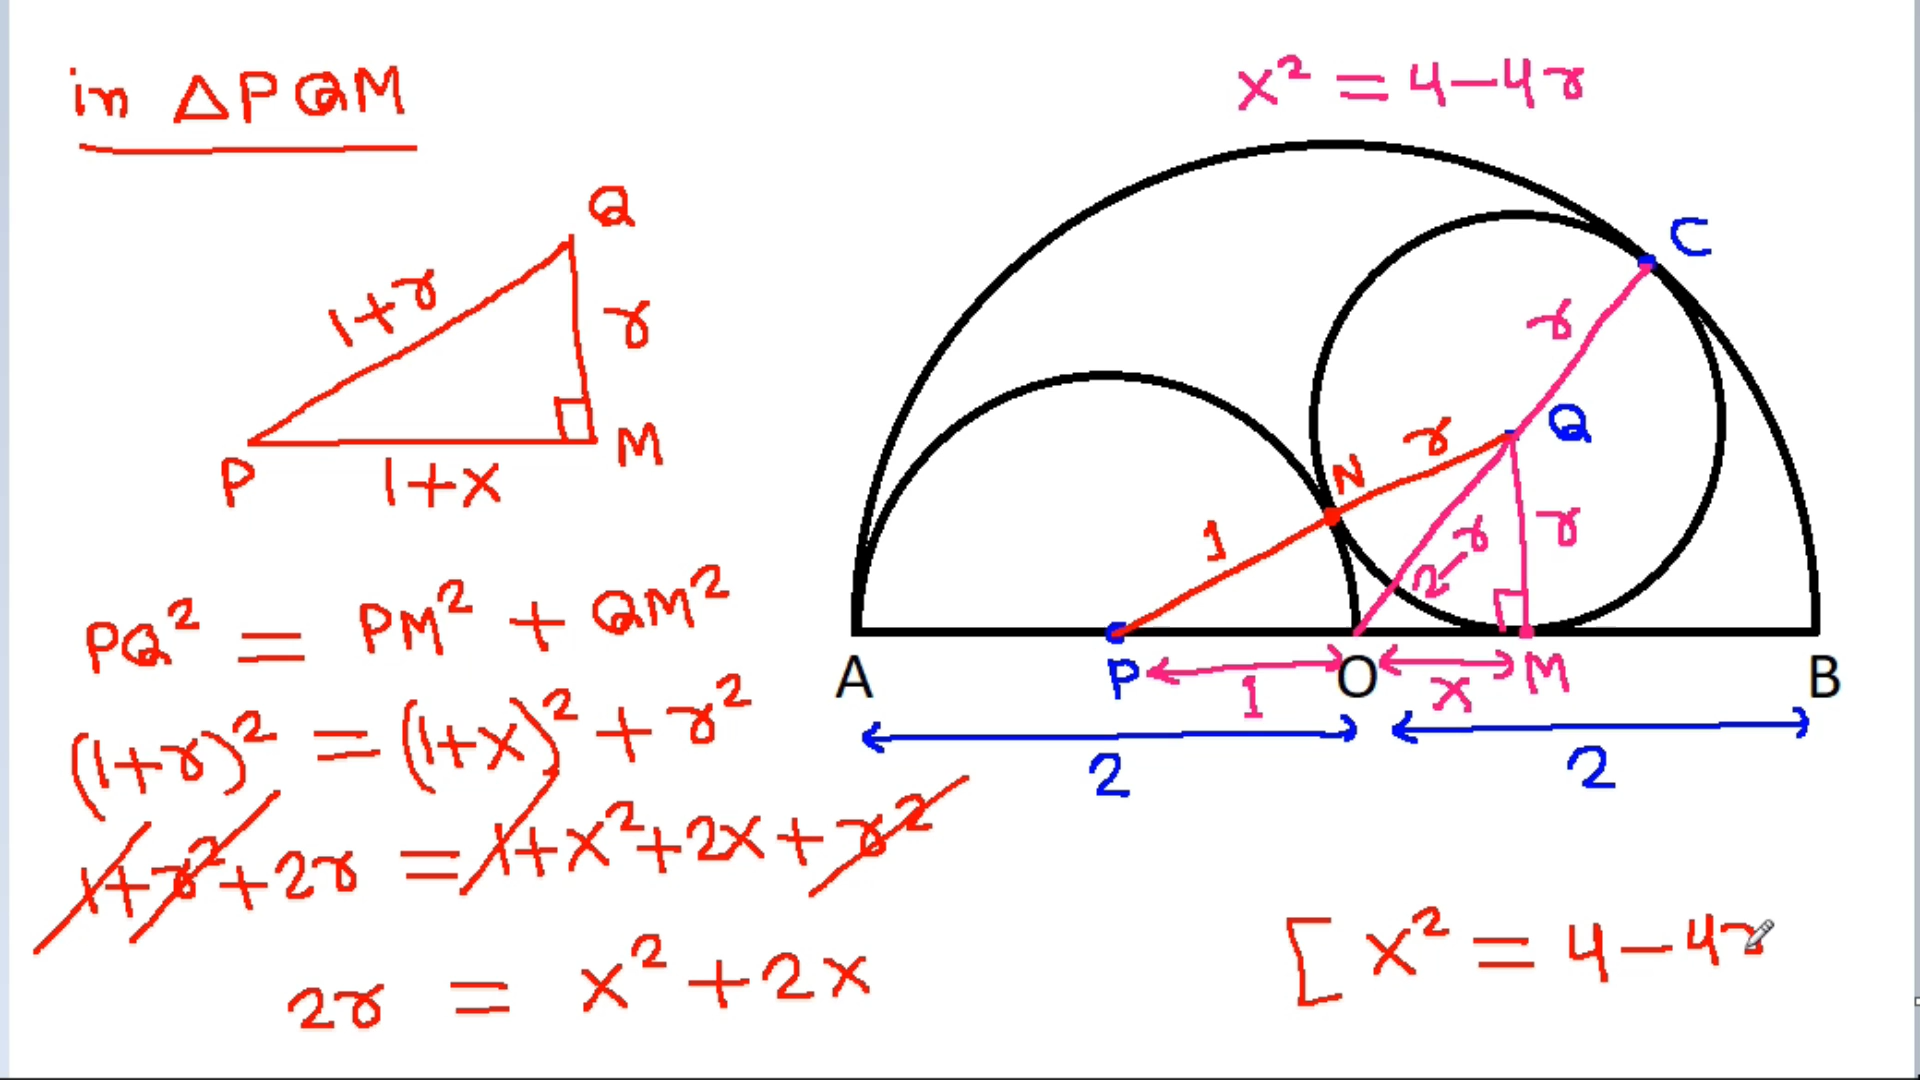 in △PQM
x² = 4-4r
Q
1+r
r
P
1+x
M
C
r
Q
r
N
1
2-r
r
A
P
1
O
x
M
B
2
2
PQ² = PM² + QM²
(1+r)² = (1+x)² + r²
1+r²+2r = 1+x²+2x+r²
2r = x²+2x
[x² = 4-4r